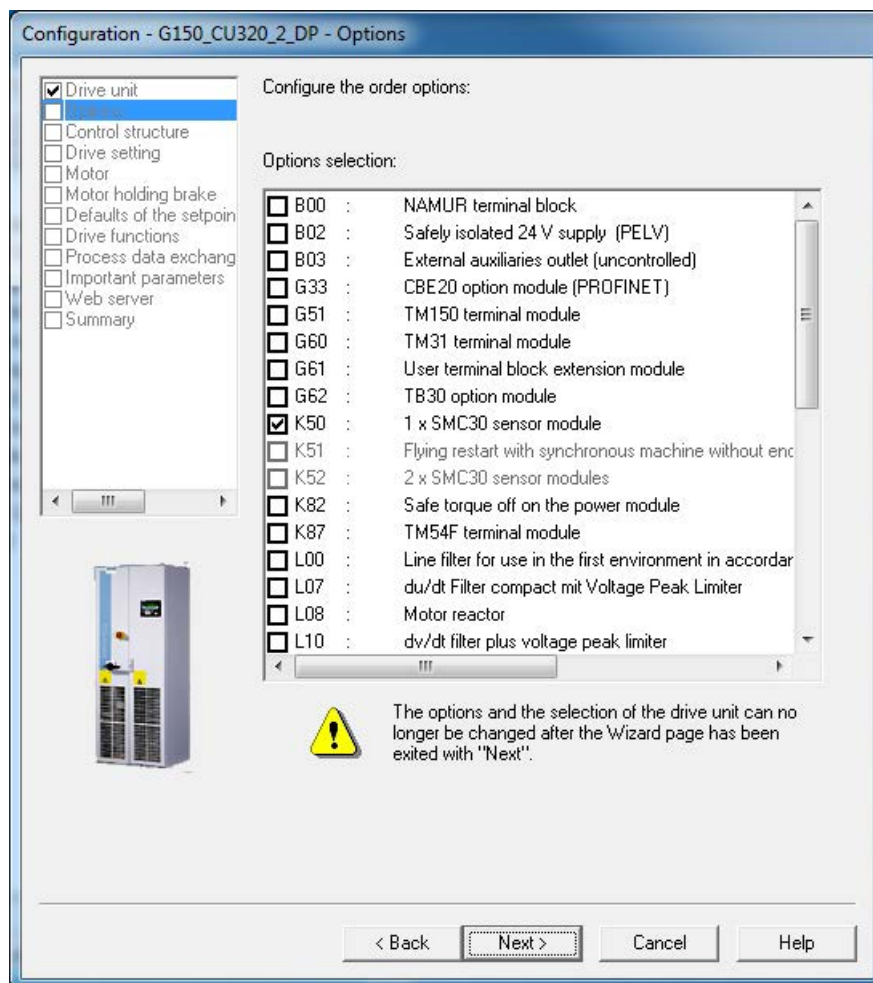 Configuration - G150_CU320_2_DP - Options
Drive unit
Control structure
Drive setting
Motor
Motor holding brake
Defaults of the setpoin
Drive functions
Process data exchang
Important parameters
Web server
Summary
Configure the order options:
Options selection:
B00 : NAMUR terminal block
B02 : Safely isolated 24 V supply (PELV)
B03 : External auxiliaries outlet (uncontrolled)
G33 : CBE20 option module (PROFINET)
G51 : TM150 terminal module
G60 : TM31 terminal module
G61 : User terminal block extension module
G62 : TB30 option module
K50 : 1 x SMC30 sensor module
K51 : Flying restart with synchronous machine without enc
K52 : 2 x SMC30 sensor modules
K82 : Safe torque off on the power module
K87 : TM54F terminal module
L00 : Line filter for use in the first environment in accordar
L07 : du/dt Filter compact mit Voltage Peak Limiter
L08 : Motor reactor
L10 : dv/dt filter plus voltage peak limiter
The options and the selection of the drive unit can no
longer be changed after the Wizard page has been
exited with "Next".
< Back
Next >
Cancel
Help